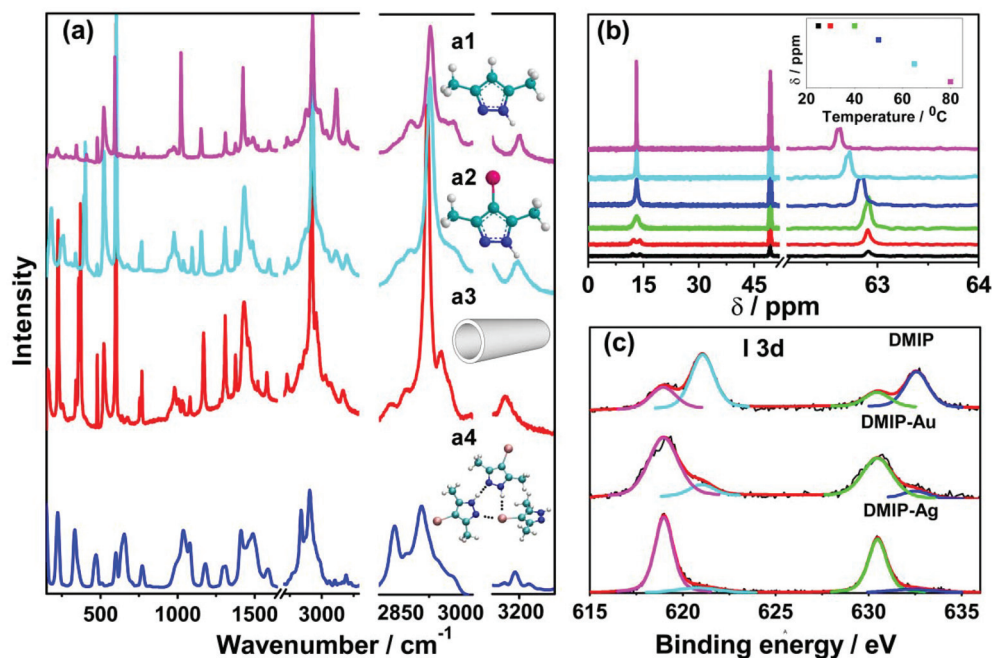 (a)
a1
a2
a3
a4
Intensity
500 1000 1500 3000 2850 3000 3200
Wavenumber / cm-1
(b)
δ / ppm
20 40 60 80
Temperature / ⁰C
0 15 30 45 63 64
δ / ppm
(c)
I 3d
DMIP
DMIP-Au
DMIP-Ag
615 620 625 630 635
Binding energy / eV